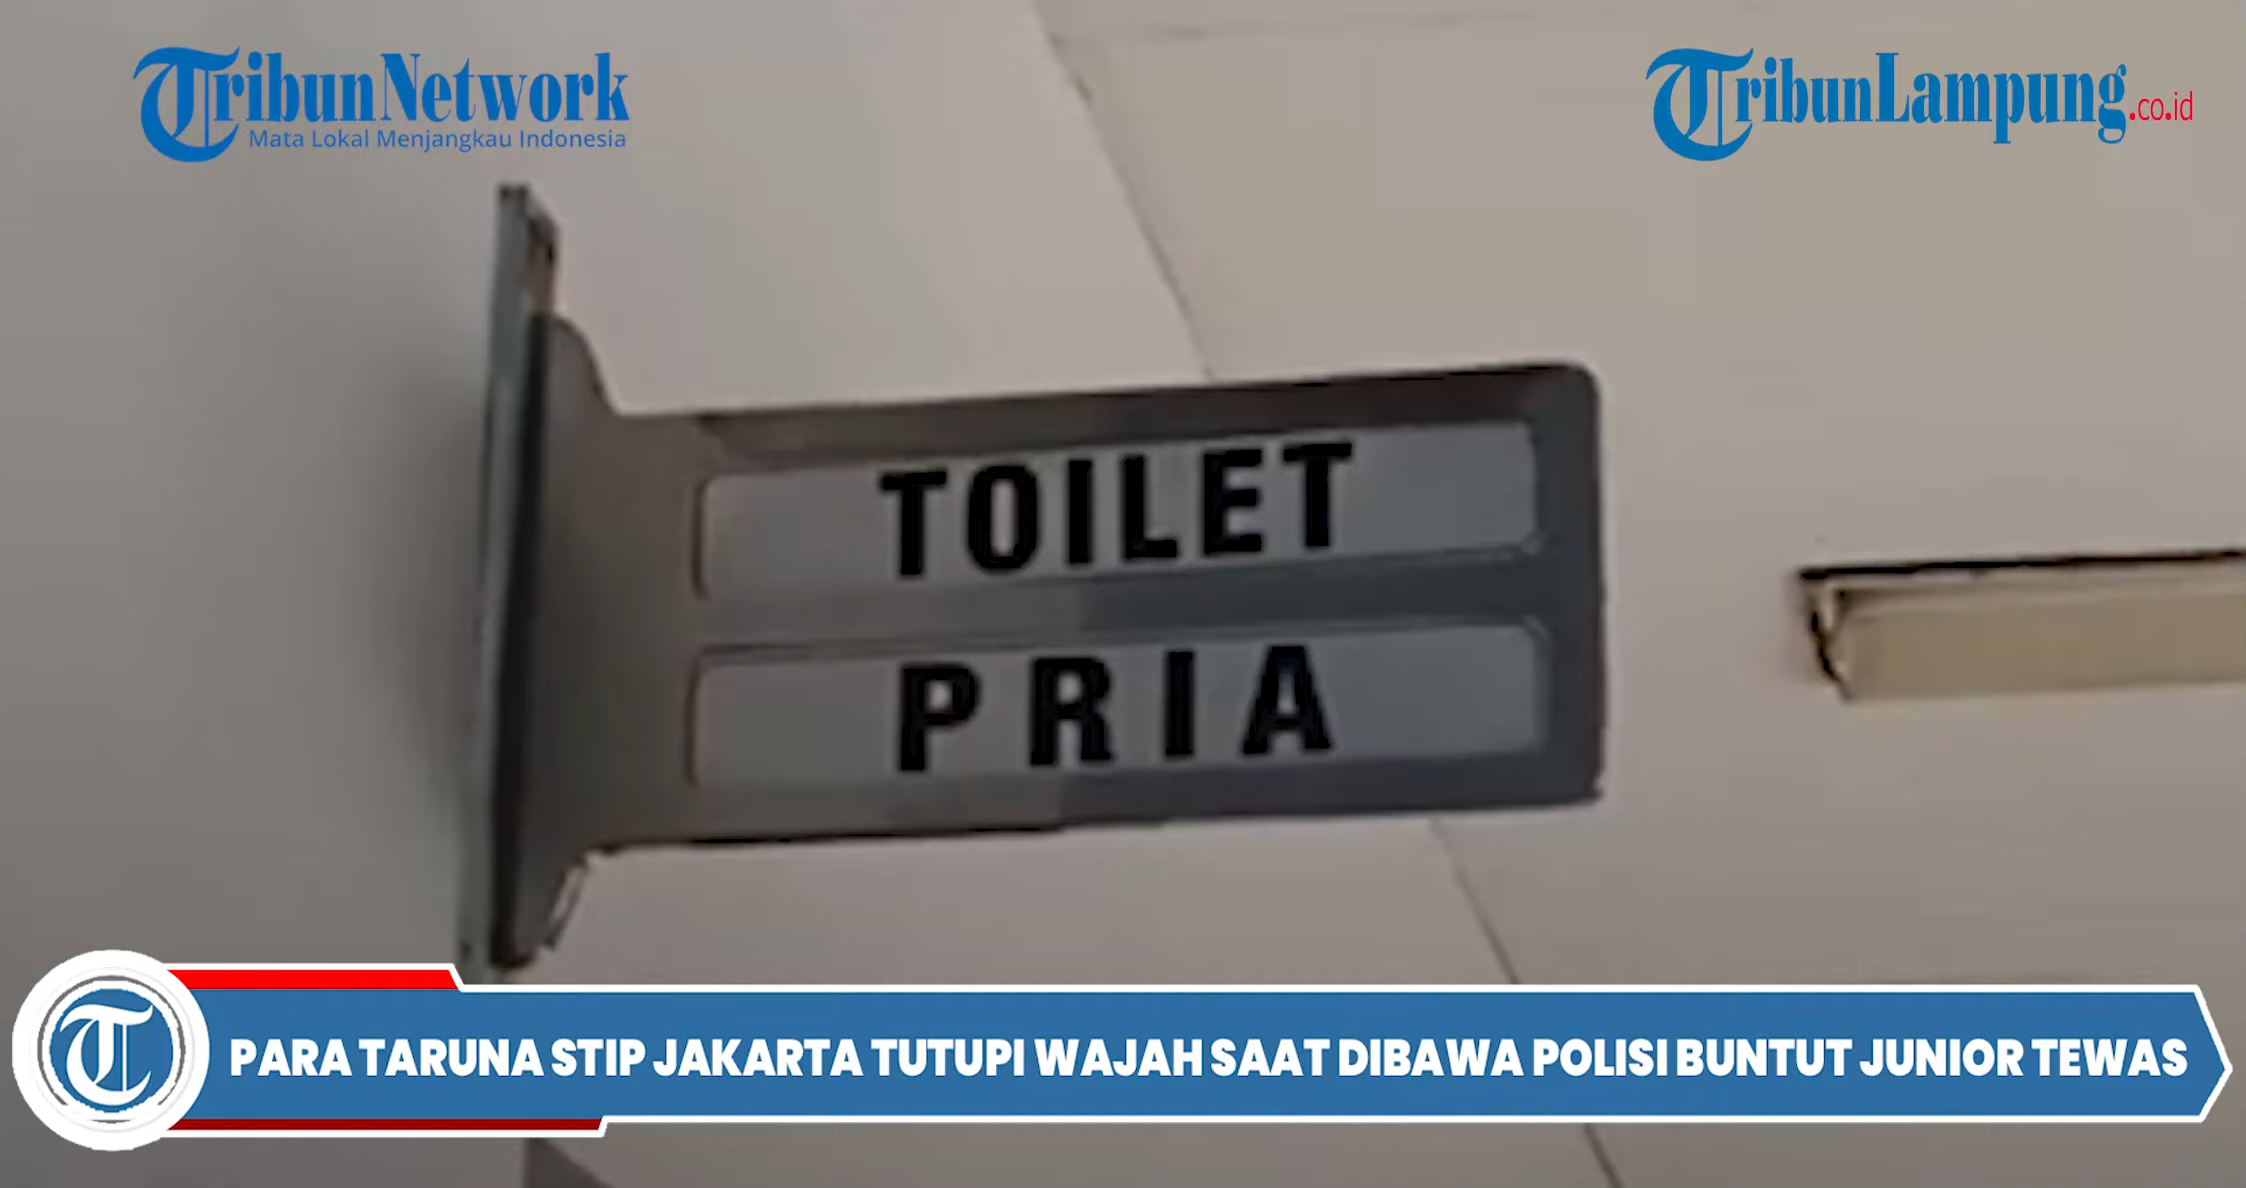 TribunNetwork
Mata Lokal Menjangkau Indonesia
TribunLampung.co.id
TOILET
PRIA
PARA TARUNA STIP JAKARTA TUTUPI WAJAH SAAT DIBAWA POLISI BUNTUT JUNIOR TEWAS